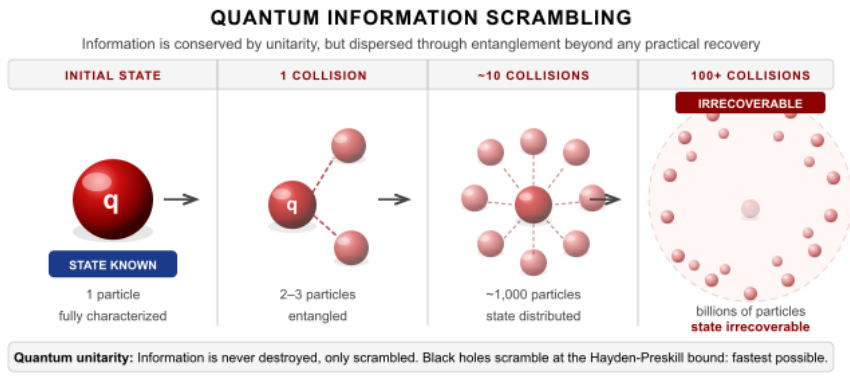 QUANTUM INFORMATION SCRAMBLING
Information is conserved by unitarity, but dispersed through entanglement beyond any practical recovery
INITIAL STATE
1 COLLISION
~10 COLLISIONS
100+ COLLISIONS
IRRECOVERABLE
q
q
STATE KNOWN
1 particle
fully characterized
2–3 particles
entangled
~1,000 particles
state distributed
billions of particles
state irrecoverable
Quantum unitarity: Information is never destroyed, only scrambled. Black holes scramble at the Hayden-Preskill bound: fastest possible.